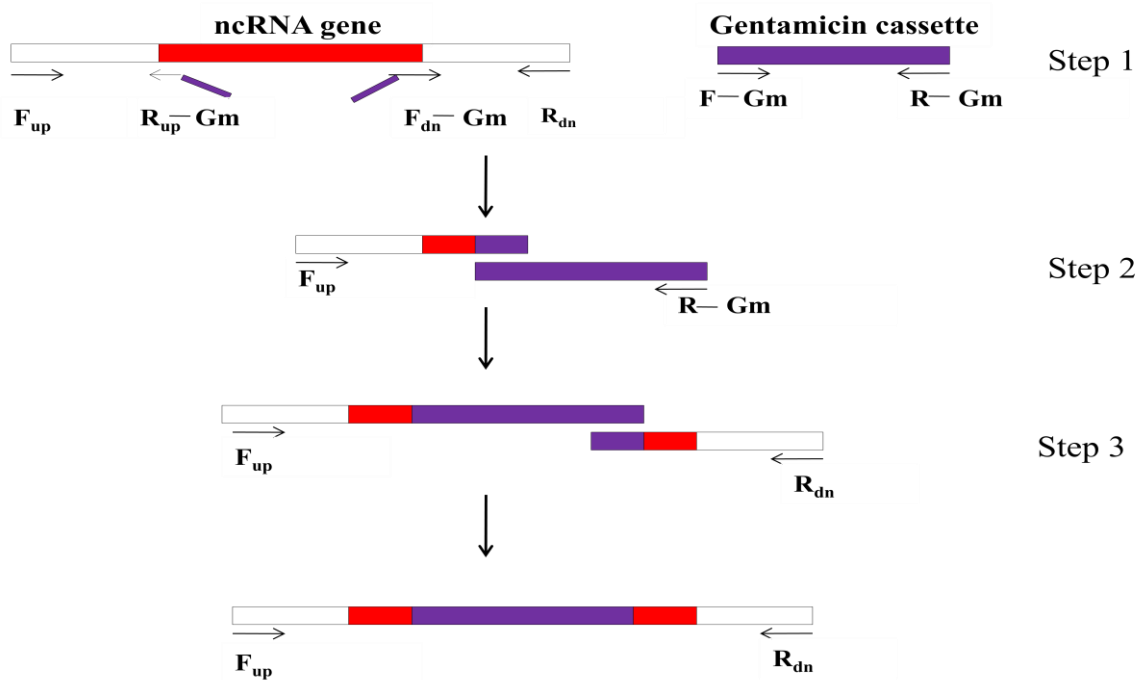 ncRNA gene
Gentamicin cassette
Step 1
F— Gm
R— Gm
Fup
Rup— Gm
Fdn— Gm
Rdn
Fup
Step 2
R— Gm
Fup
Step 3
Rdn
Fup
Rdn